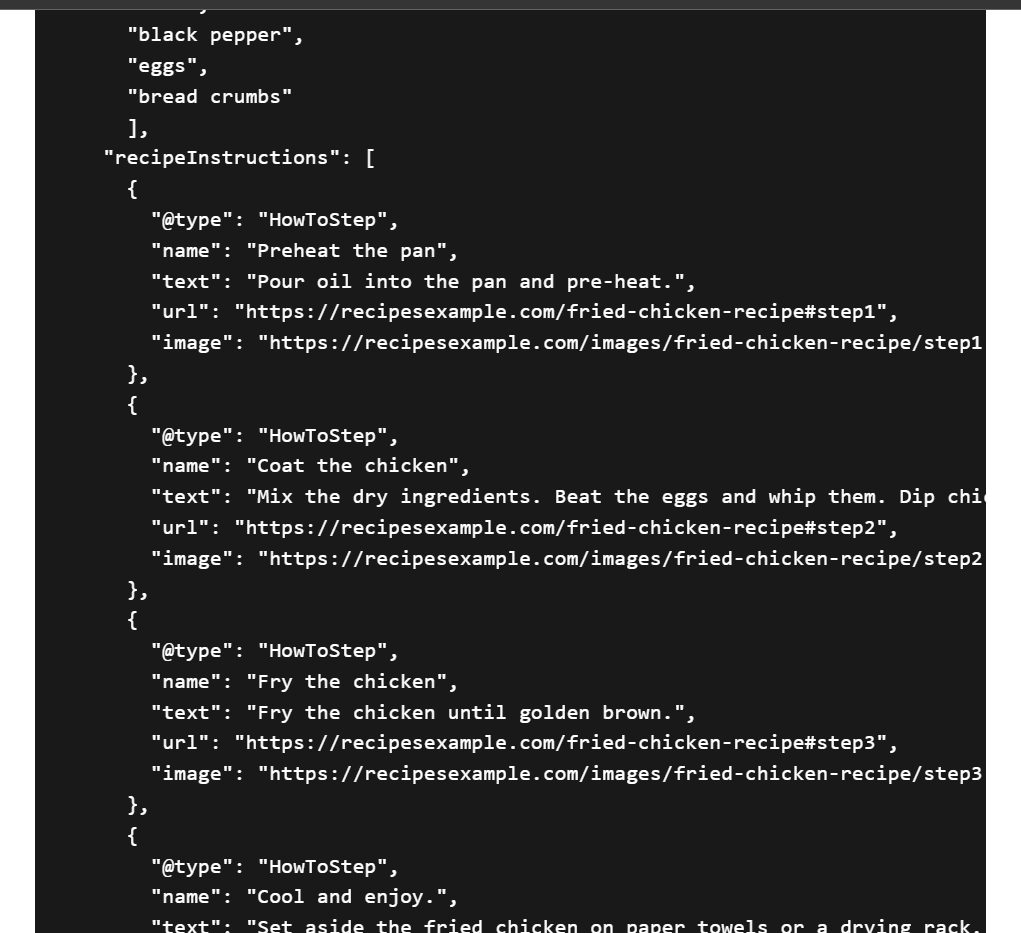 "black pepper",
"eggs",
"bread crumbs"
],
"recipeInstructions": [
{
"@type": "HowToStep",
"name": "Preheat the pan",
"text": "Pour oil into the pan and pre-heat.",
"url": "https://recipesexample.com/fried-chicken-recipe#step1",
"image": "https://recipesexample.com/images/fried-chicken-recipe/step1
},
{
"@type": "HowToStep",
"name": "Coat the chicken",
"text": "Mix the dry ingredients. Beat the eggs and whip them. Dip
"url": "https://recipesexample.com/fried-chicken-recipe#step2",
"image": "https://recipesexample.com/images/fried-chicken-recipe/step2
},
{
"@type": "HowToStep",
"name": "Fry the chicken",
"text": "Fry the chicken until golden brown.",
"url": "https://recipesexample.com/fried-chicken-recipe#step3",
"image": "https://recipesexample.com/images/fried-chicken-recipe/step3
},
{
"@type": "HowToStep",
"name": "Cool and enjoy.",
"text": "Set aside the fried chicken on paper towels or a drying rack.